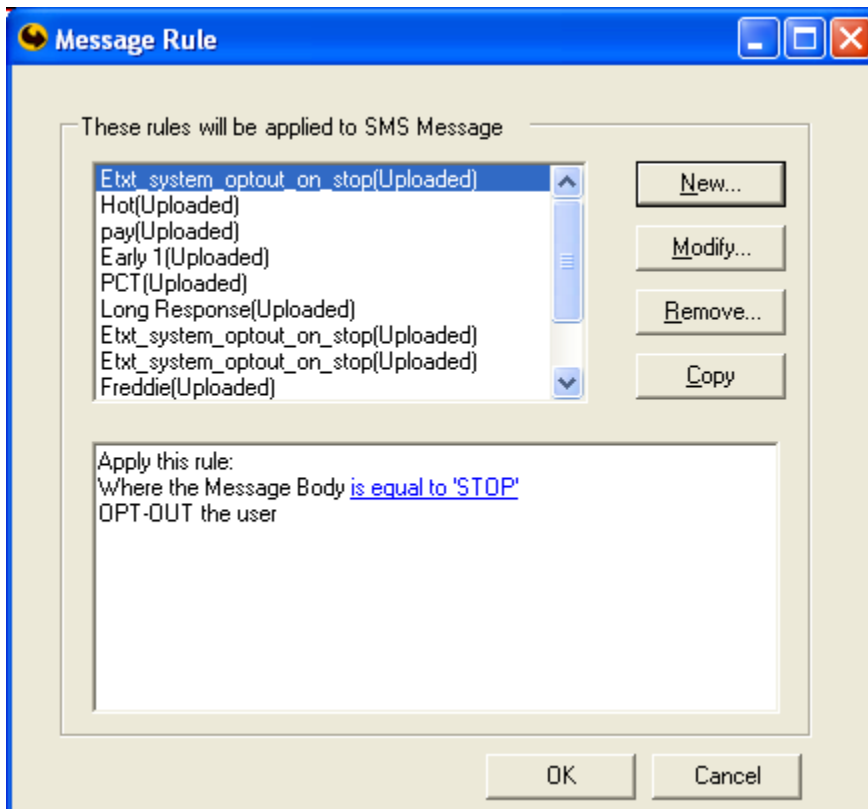 Message Rule
These rules will be applied to SMS Message
Etxt_system_optout_on_stop(Uploaded)
Hot(Uploaded)
pay(Uploaded)
Early 1(Uploaded)
PCT(Uploaded)
Long Response(Uploaded)
Etxt_system_optout_on_stop(Uploaded)
Etxt_system_optout_on_stop(Uploaded)
Freddie(Uploaded)
New...
Modify...
Remove...
Copy
Apply this rule:
Where the Message Body is equal to 'STOP'
OPT-OUT the user
OK
Cancel